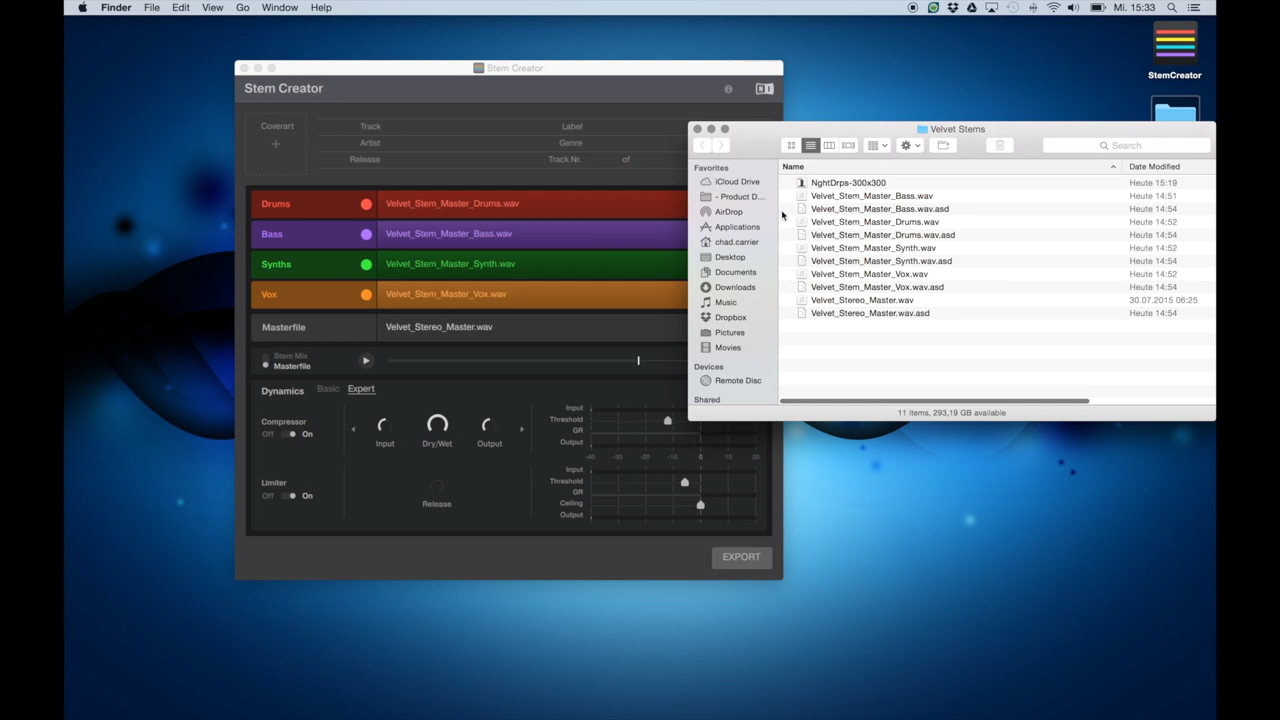 Finder File Edit View Go Window Help Mi. 15:33
StemCreator
Stem Creator
Stem Creator
Coverart
+
Track
Label
Artist
Genre
Release
Track Nr. of
Drums Velvet_Stem_Master_Drums.wav
Bass Velvet_Stem_Master_Bass.wav
Synths Velvet_Stem_Master_Synth.wav
Vox Velvet_Stem_Master_Vox.wav
Masterfile Velvet_Stereo_Master.wav
Stem Mix
Masterfile
Dynamics Basic Expert
Compressor
Off On
Input Dry/Wet Output
Input
Threshold
GR
Output
-40 -30 -20 -10 0 10 20
Limiter
Off On
Release
Input
Threshold
GR
Ceiling
Output
EXPORT
Velvet Stems
Search
Favorites
iCloud Drive
- Product D...
AirDrop
Applications
chad.carrier
Desktop
Documents
Downloads
Music
Dropbox
Pictures
Movies
Devices
Remote Disc
Shared
Name Date Modified
NghtDrps-300x300 Heute 15:19
Velvet_Stem_Master_Bass.wav Heute 14:51
Velvet_Stem_Master_Bass.wav.asd Heute 14:54
Velvet_Stem_Master_Drums.wav Heute 14:52
Velvet_Stem_Master_Drums.wav.asd Heute 14:54
Velvet_Stem_Master_Synth.wav Heute 14:52
Velvet_Stem_Master_Synth.wav.asd Heute 14:54
Velvet_Stem_Master_Vox.wav Heute 14:52
Velvet_Stem_Master_Vox.wav.asd Heute 14:54
Velvet_Stereo_Master.wav 30.07.2015 06:25
Velvet_Stereo_Master.wav.asd Heute 14:54
11 items, 293,19 GB available